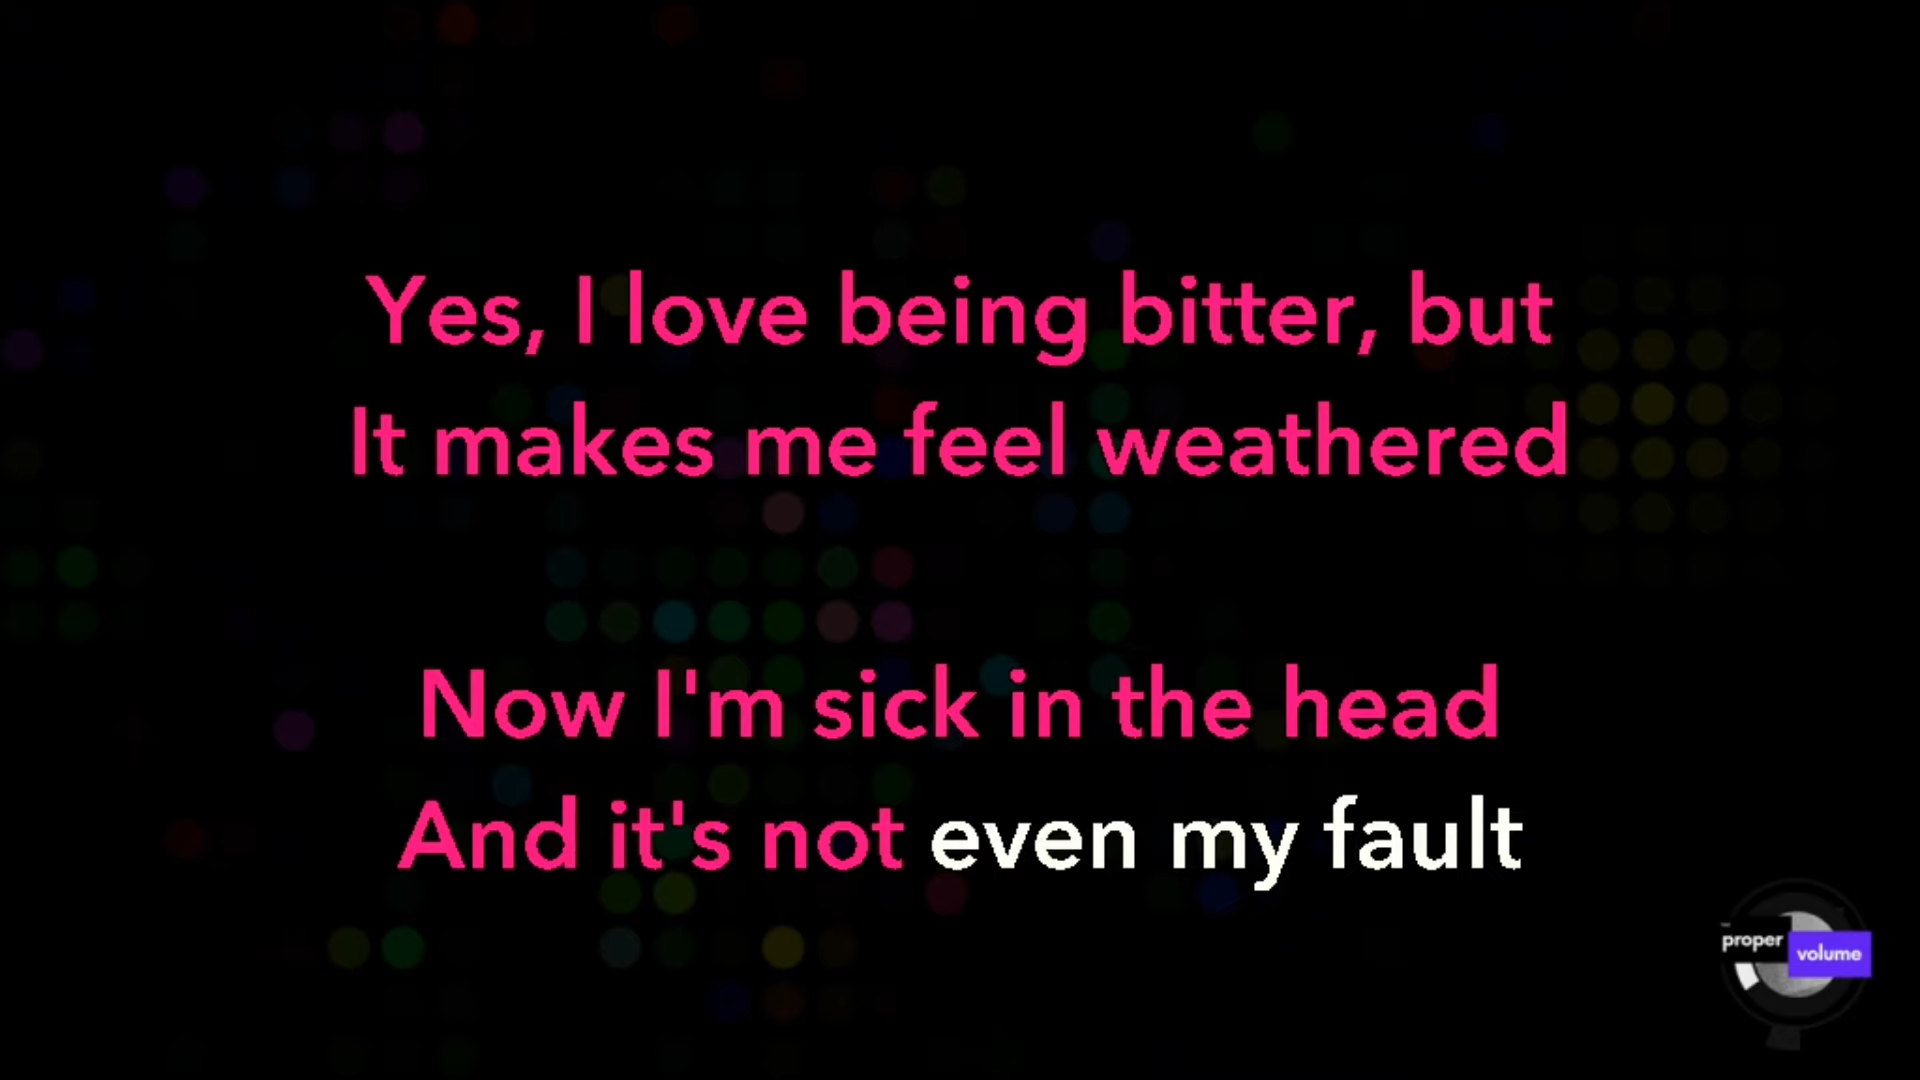 Yes, I love being bitter, but
It makes me feel weathered
Now I'm sick in the head
And it's not even my fault
proper
volume